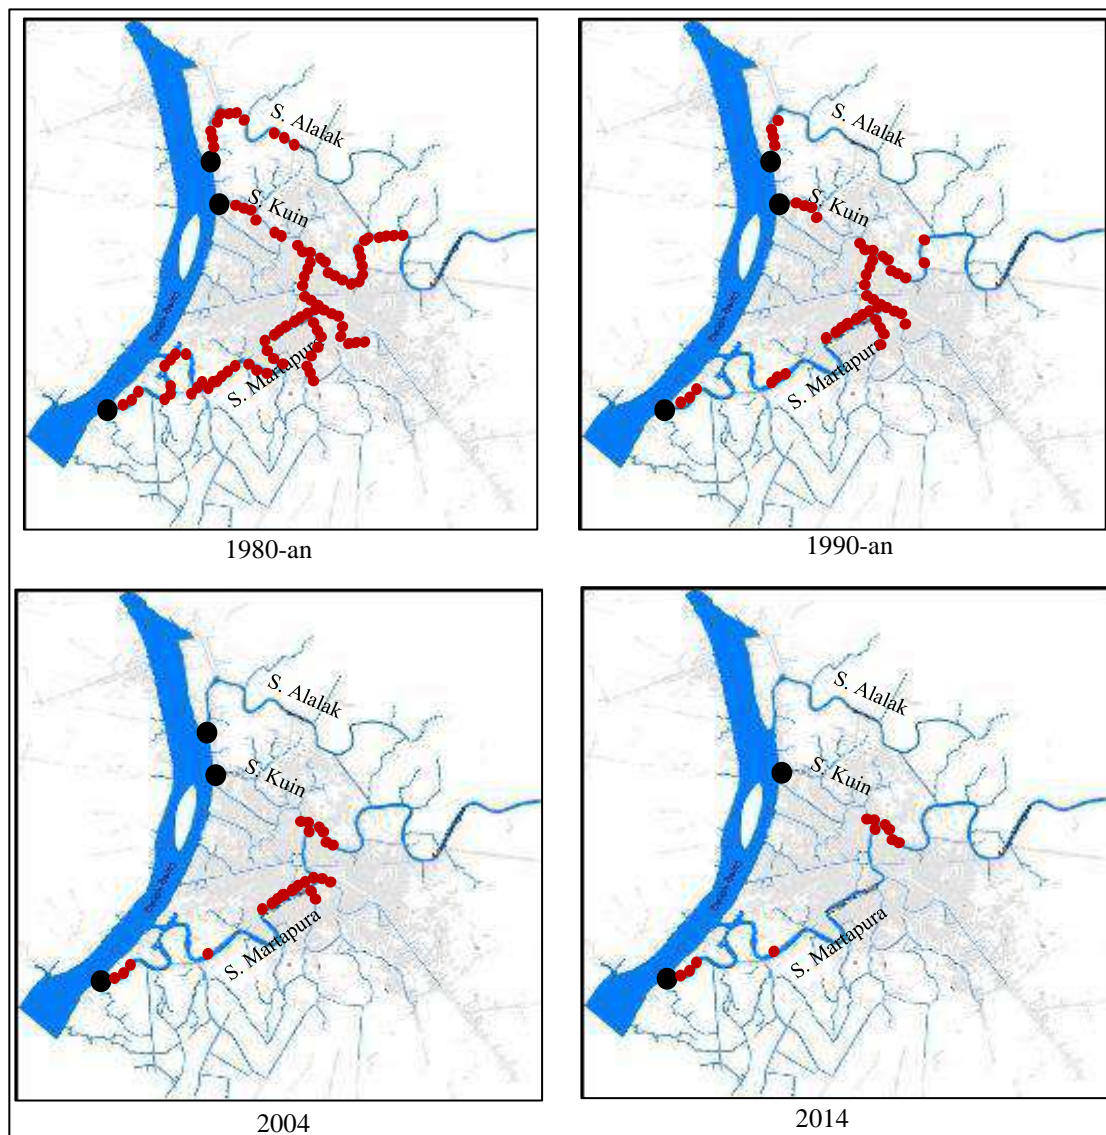 S. Alalak
S. Kuin
S. Martapura
1980-an
S. Alalak
S. Kuin
S. Martapura
1990-an
S. Alalak
S. Kuin
S. Martapura
2004
S. Alalak
S. Kuin
S. Martapura
2014